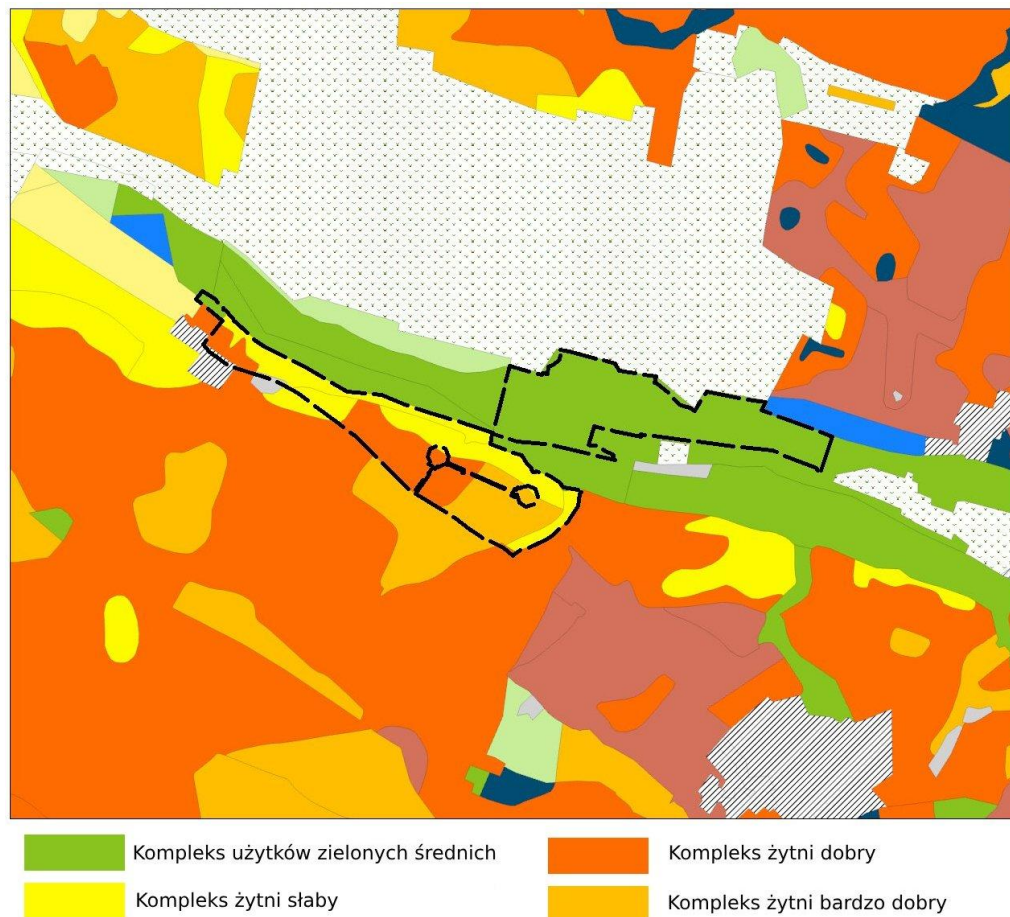 Kompleks użytków zielonych średnich
Kompleks żytni dobry
Kompleks żytni słaby
Kompleks żytni bardzo dobry